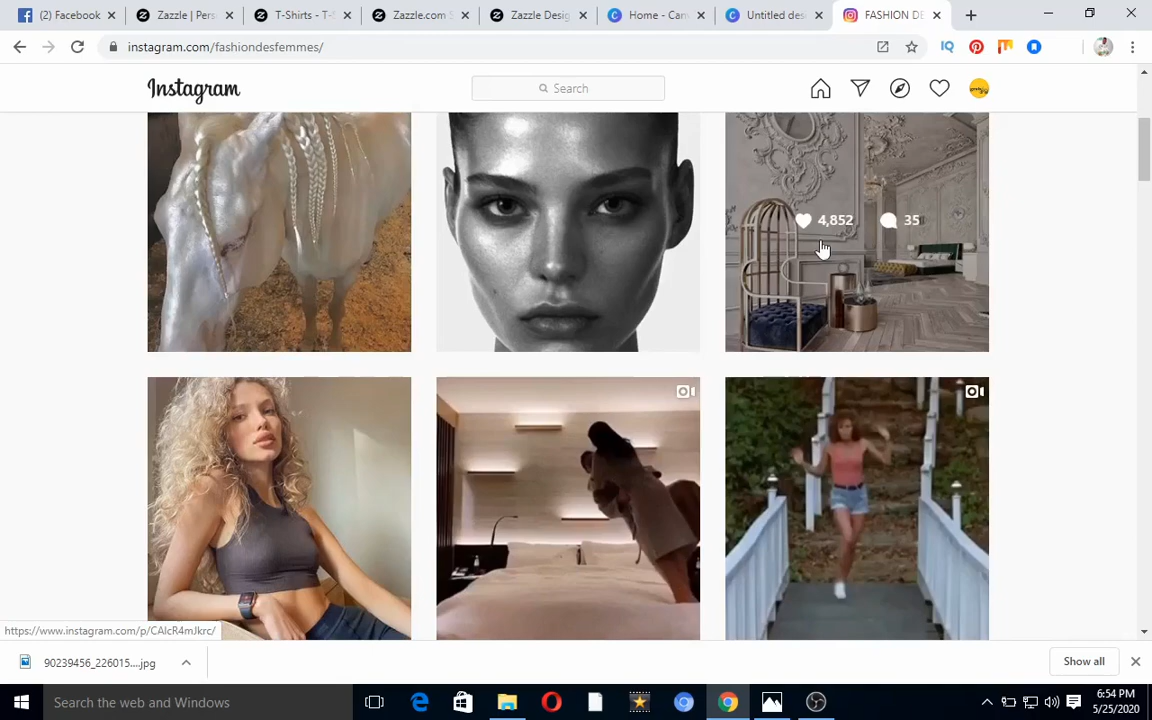 (2) Facebook
Zazzle | Pers
T-Shirts - T-S
Zazzle.com S
Zazzle Desig
Home - Canv
Untitled des
FASHION DE
instagram.com/fashiondesfemmes/
IQ
Instagram
Search
4,852
35
https://www.instagram.com/p/CAlcR4mJkrc/
90239456_226015....jpg
Show all
Search the web and Windows
6:54 PM
5/25/2020